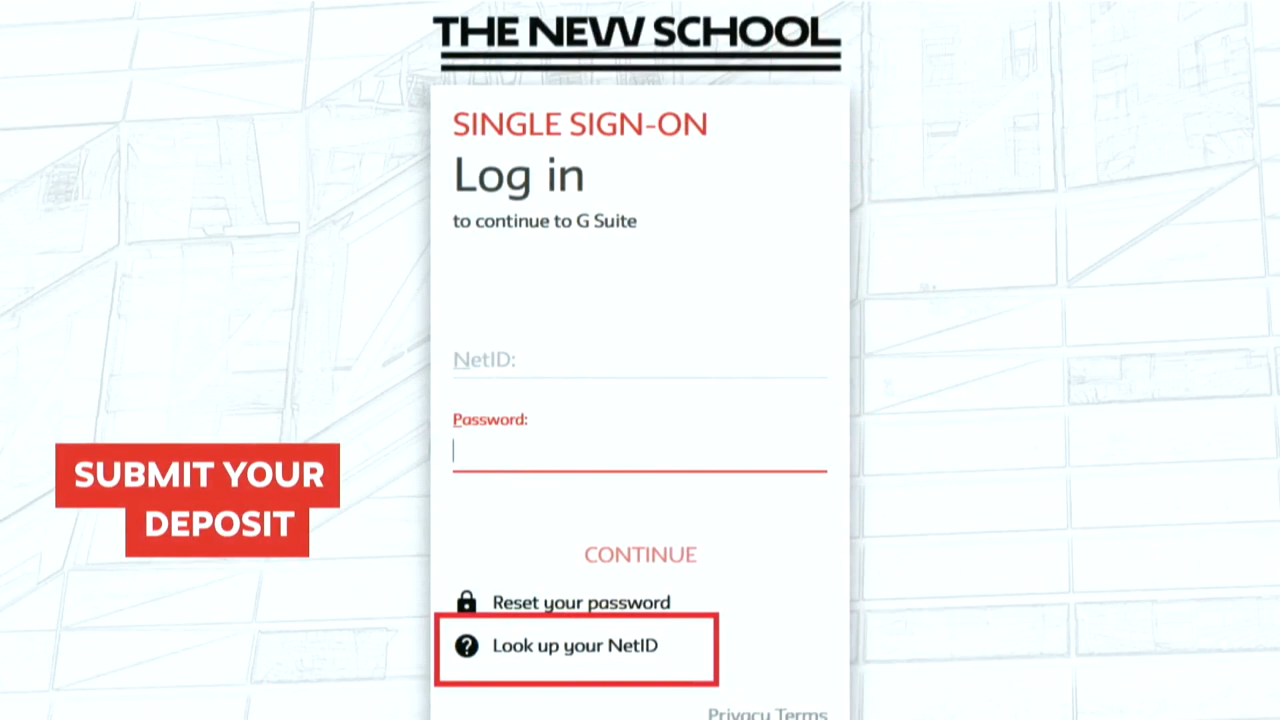 THE NEW SCHOOL
SINGLE SIGN-ON
Log in
to continue to G Suite
NetID:
Password:
SUBMIT YOUR
DEPOSIT
CONTINUE
Reset your password
Look up your NetID
Privacy Terms